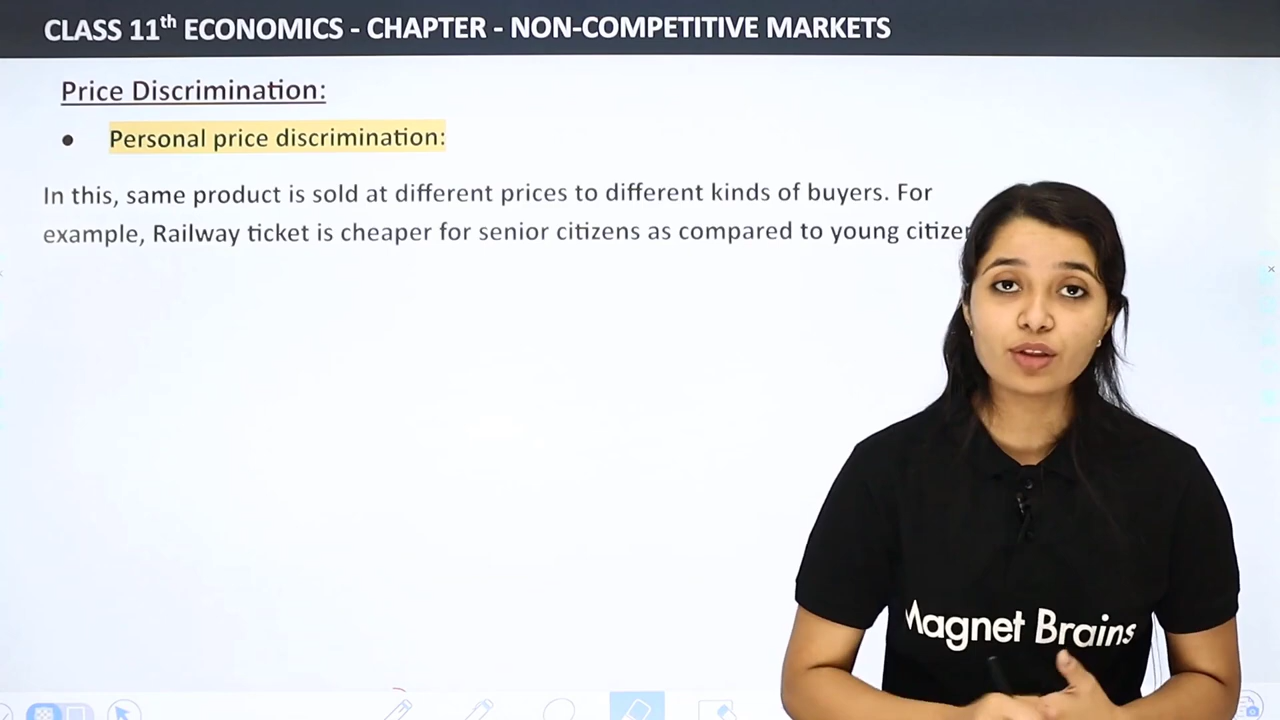 CLASS 11th ECONOMICS - CHAPTER - NON-COMPETITIVE MARKETS
Price Discrimination:
• Personal price discrimination:
In this, same product is sold at different prices to different kinds of buyers. For
example, Railway ticket is cheaper for senior citizens as compared to young
Magnet Brains